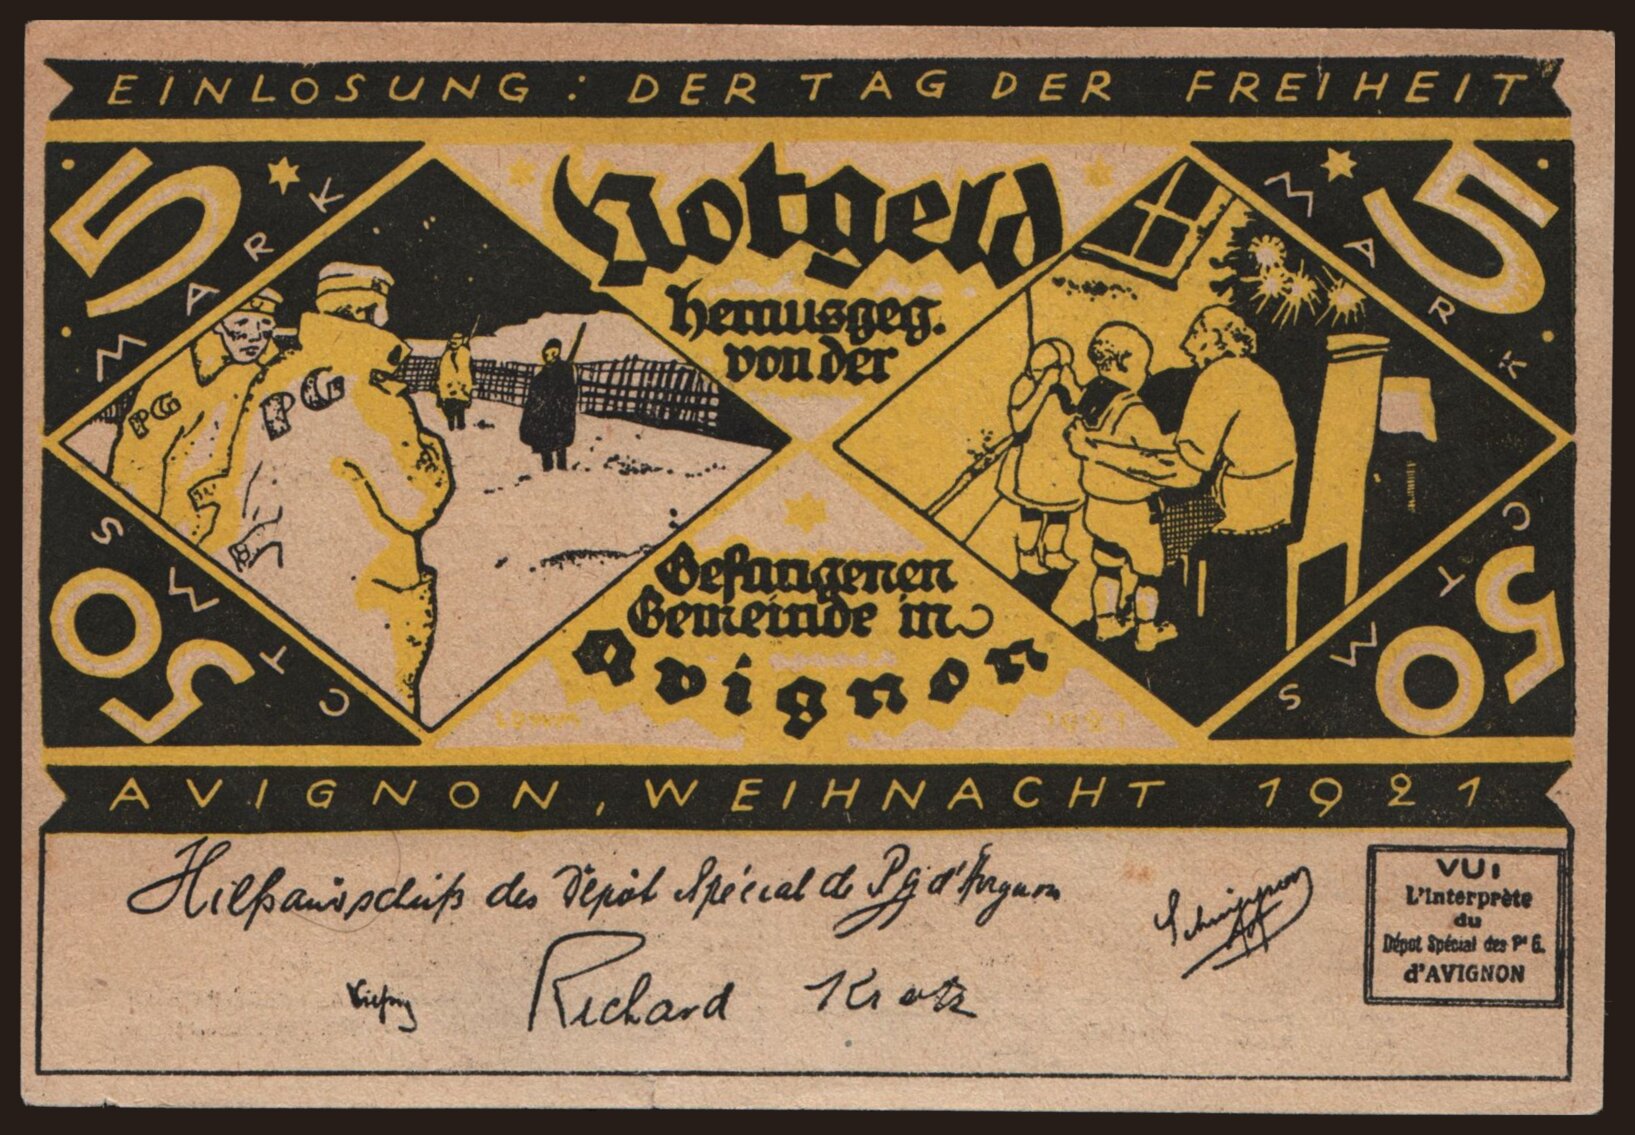 EINLOSUNG: DER TAG DER FREIHEIT
5 MARK
Notgeld
MARK 5
herausgeg.
von der
PG
PG
Gefangenen
Gemeinde in
Avignon
50 CTMS
50 CTMS
1921
AVIGNON, WEIHNACHT 1921
Hilfsausschuß des Dépôt Spécial de P.G. d'Avignon
Richard Kratz
VU:
L'Interprète
du
Dépot Spécial des P. G.
d'AVIGNON